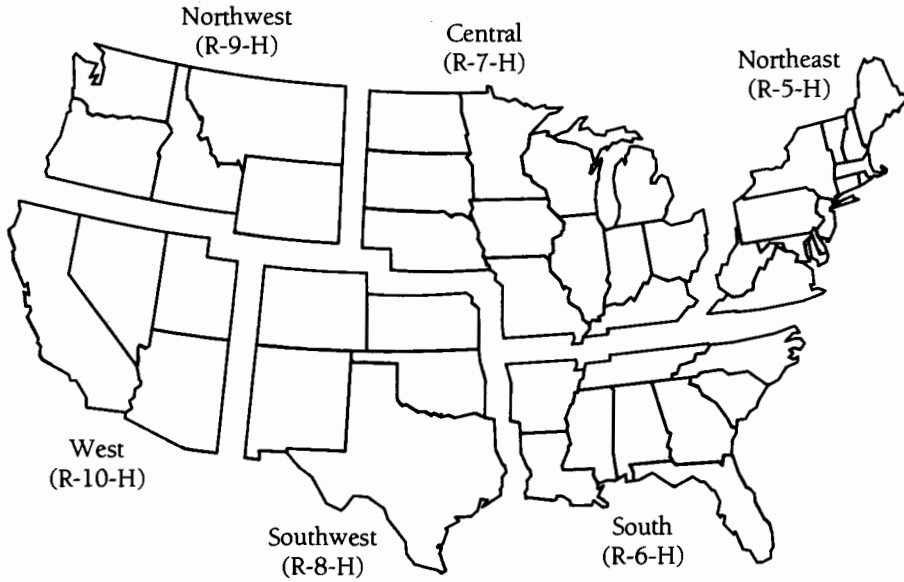 Northwest
(R-9-H)
Central
(R-7-H)
Northeast
(R-5-H)
West
(R-10-H)
Southwest
(R-8-H)
South
(R-6-H)